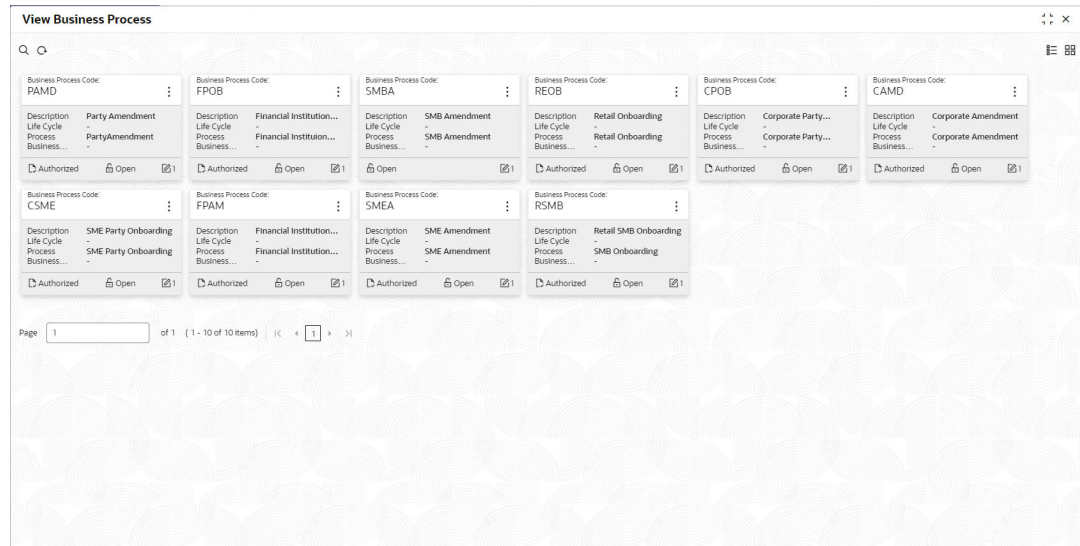 View Business Process
Business Process Code:
PAMD
Description Party Amendment
Life Cycle -
Process PartyAmendment
Business... -
Authorized Open 1
Business Process Code:
FPOB
Description Financial Institution...
Life Cycle -
Process Financial Instituion...
Business... -
Authorized Open 1
Business Process Code:
SMBA
Description SMB Amendment
Life Cycle -
Process SMB Amendment
Business... -
Open 1
Business Process Code:
REOB
Description Retail Onboarding
Life Cycle -
Process Retail Onboarding
Business... -
Authorized Open 1
Business Process Code:
CPOB
Description Corporate Party...
Life Cycle -
Process Corporate Party...
Business... -
Authorized Open 1
Business Process Code:
CAMD
Description Corporate Amendment
Life Cycle -
Process Corporate Amendment
Business... -
Authorized Open 1
Business Process Code:
CSME
Description SME Party Onboarding
Life Cycle -
Process SME Party Onboarding
Business... -
Authorized Open 1
Business Process Code:
FPAM
Description Financial Institution...
Life Cycle -
Process Financial Institution...
Business... -
Authorized Open 1
Business Process Code:
SMEA
Description SME Amendment
Life Cycle -
Process SME Amendment
Business... -
Authorized Open 1
Business Process Code:
RSMB
Description Retail SMB Onboarding
Life Cycle -
Process SMB Onboarding
Business... -
Authorized Open 1
Page 1 of 1 ( 1 - 10 of 10 items) 1